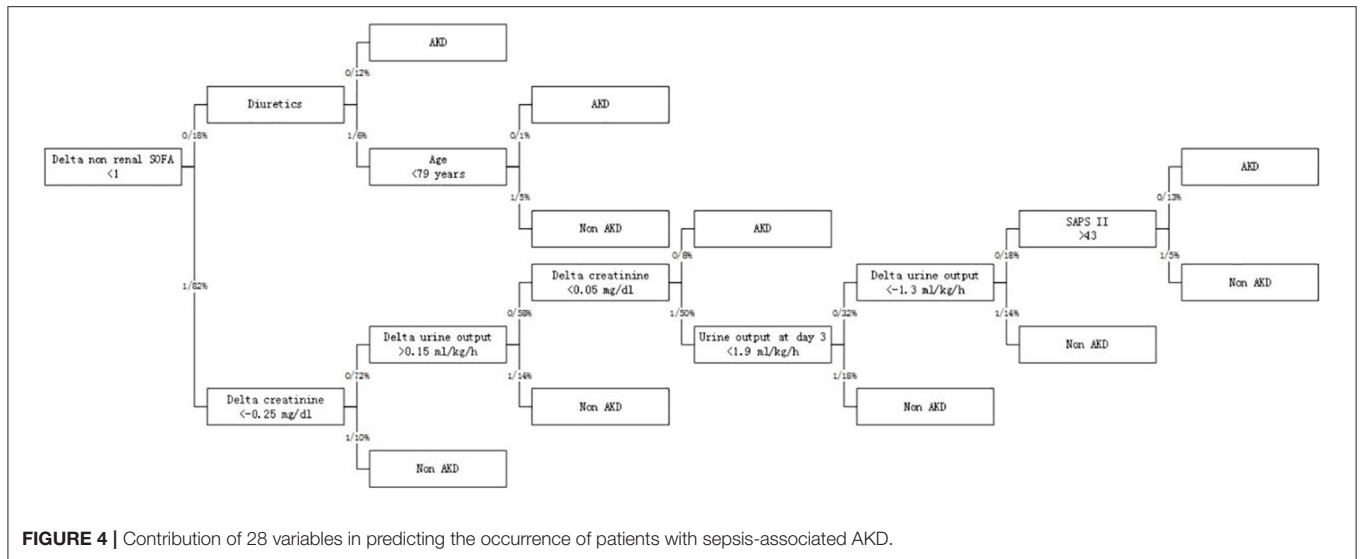 AKD
0/12%
Diuretics
AKD
0/18%
1/6%
0/1%
Delta non renal SOFA
<1
Age
<79 years
AKD
0/13%
1/5%
SAPS II
>43
Non AKD
AKD
0/8%
0/18%
1/5%
Delta creatinine
<0.05 mg/dl
Delta urine output
<-1.3 ml/kg/h
Non AKD
1/82%
0/58%
1/50%
0/32%
1/14%
Delta urine output
>0.15 ml/kg/h
Urine output at day 3
<1.9 ml/kg/h
Non AKD
0/72%
1/14%
1/18%
Delta creatinine
<-0.25 mg/dl
Non AKD
Non AKD
1/10%
Non AKD
FIGURE 4 | Contribution of 28 variables in predicting the occurrence of patients with sepsis-associated AKD.